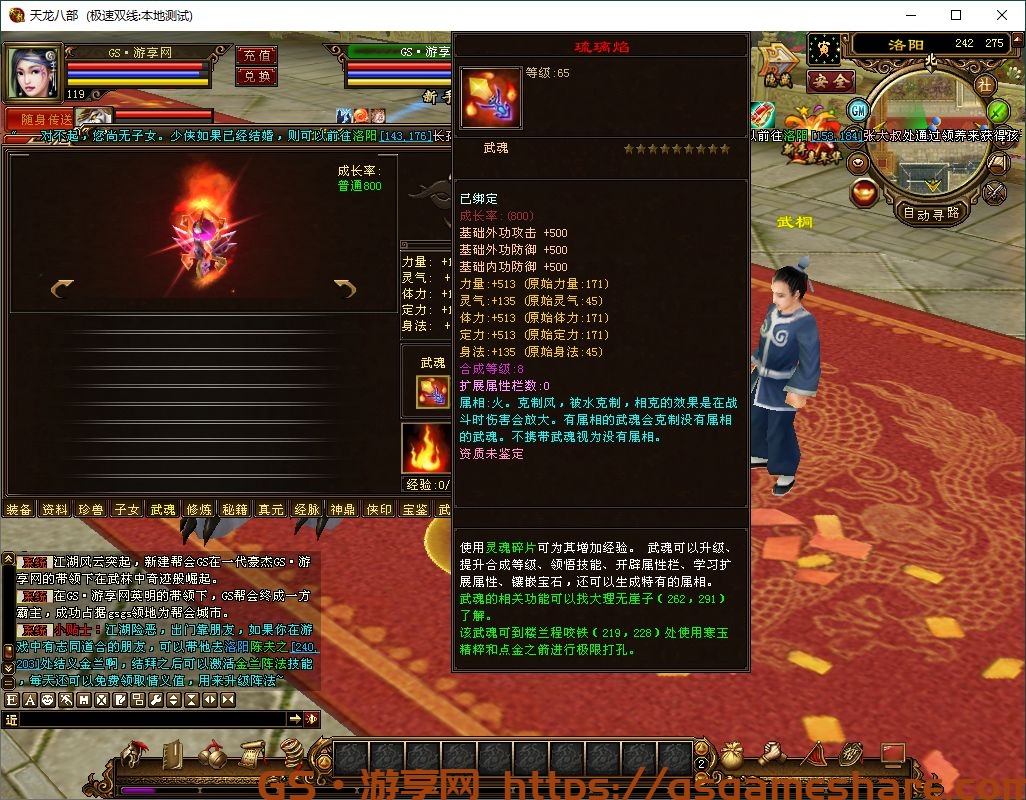 天龙八部 (极速双线:本地测试)
GS·游享网
充值
兑换
119
随身传送
GS·游享
新手
琉璃焰
等级:65
武魂
洛阳 242 275
北
安全
社
GM
自动寻路
对不起,您尚无子女。少侠如果已经结婚,则可以前往洛阳[143,176]长孙
以前往洛阳[158,184]张大叔处通过领养来获得孩
成长率:
普通800
力量: +1
灵气: +
体力: +1
定力: +1
身法: +
武魂
经验:0/
已绑定
成长率:(800)
基础外功攻击 +500
基础外功防御 +500
基础内功防御 +500
力量:+513 (原始力量:171)
灵气:+135 (原始灵气:45)
体力:+513 (原始体力:171)
定力:+513 (原始定力:171)
身法:+135 (原始身法:45)
合成等级:8
扩展属性栏数:0
属相:火。克制风,被水克制,相克的效果是在战
斗时伤害会放大。有属相的武魂会克制没有属相
的武魂。不携带武魂视为没有属相。
资质未鉴定
使用灵魂碎片可为其增加经验。 武魂可以升级、
提升合成等级、领悟技能、开辟属性栏、学习扩
展属性、镶嵌宝石,还可以生成特有的属相。
武魂的相关功能可以找大理无崖子(262,291)
了解。
该武魂可到楼兰程咬铁(219,228)处使用寒玉
精粹和点金之箭进行极限打孔。
武桐
装备 资料 珍兽 子女 武魂 修炼 秘籍 真元 经脉 神鼎 侠印 宝鉴 武
系统 江湖风云突起,新建帮会GS在一代豪杰GS·游
享网的带领下在武林中奇迹般崛起。
系统 在GS·游享网英明的带领下,GS帮会终成一方
霸主,成功占据gsgs领地为帮会城市。
系统 小贴士:江湖险恶,出门靠朋友,如果你在游
戏中有志同道合的朋友,可以带他去洛阳陈夫之[240,
203]处结义金兰啊,结拜之后可以激活金兰阵法技能
,每天还可以免费领取情义值,用来升级阵法~
近
2
GS·游享网 https://gsgameshare.com